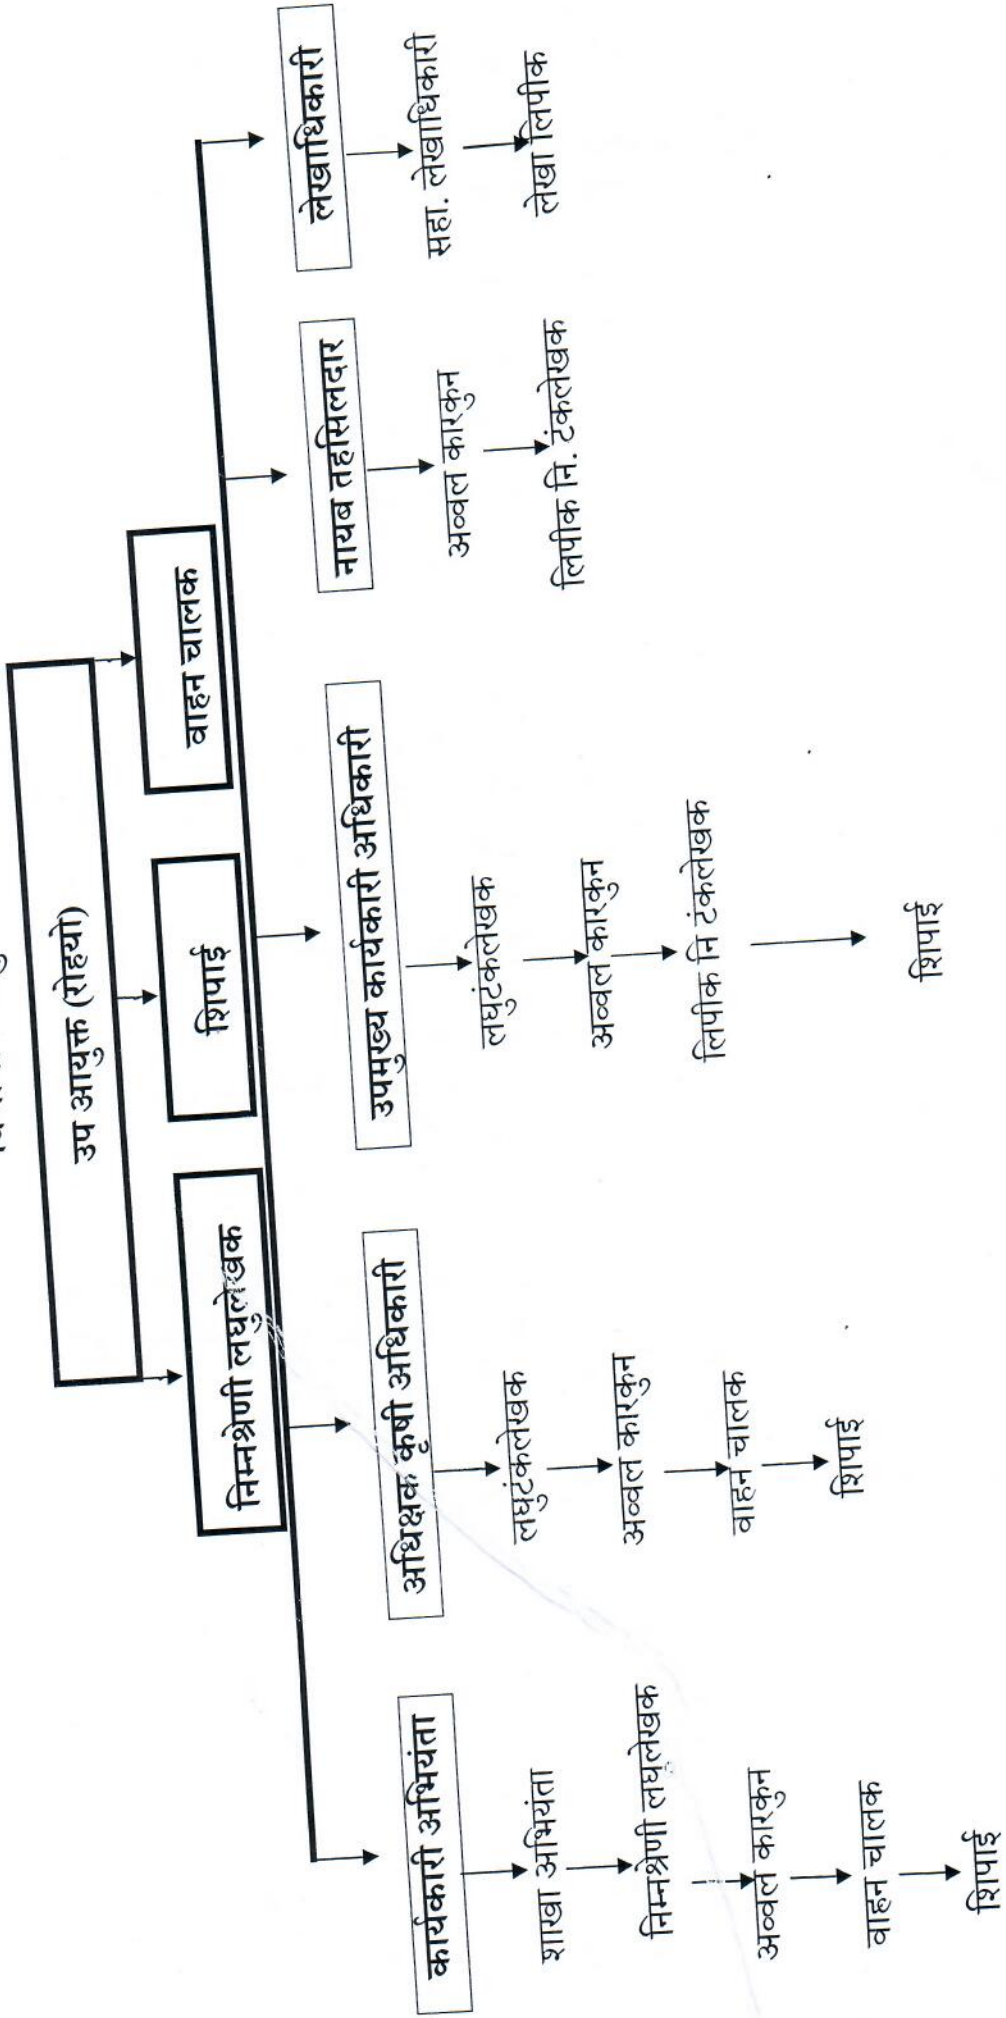 उप आयुक्त (रोहयो)
निम्नश्रेणी लघुलेखक
शिपाई
वाहन चालक
कार्यकारी अभियंता
शाखा अभियंता
निम्नश्रेणी लघुलेखक
अव्वल कारकुन
वाहन चालक
शिपाई
अधिक्षक कृषी अधिकारी
लघुटंकलेखक
अव्वल कारकुन
वाहन चालक
शिपाई
उपमुख्य कार्यकारी अधिकारी
लघुटंकलेखक
अव्वल कारकुन
लिपीक नि टंकलेखक
शिपाई
नायब तहसिलदार
अव्वल कारकुन
लिपीक नि. टंकलेखक
लेखाधिकारी
सहा. लेखाधिकारी
लेखा लिपीक